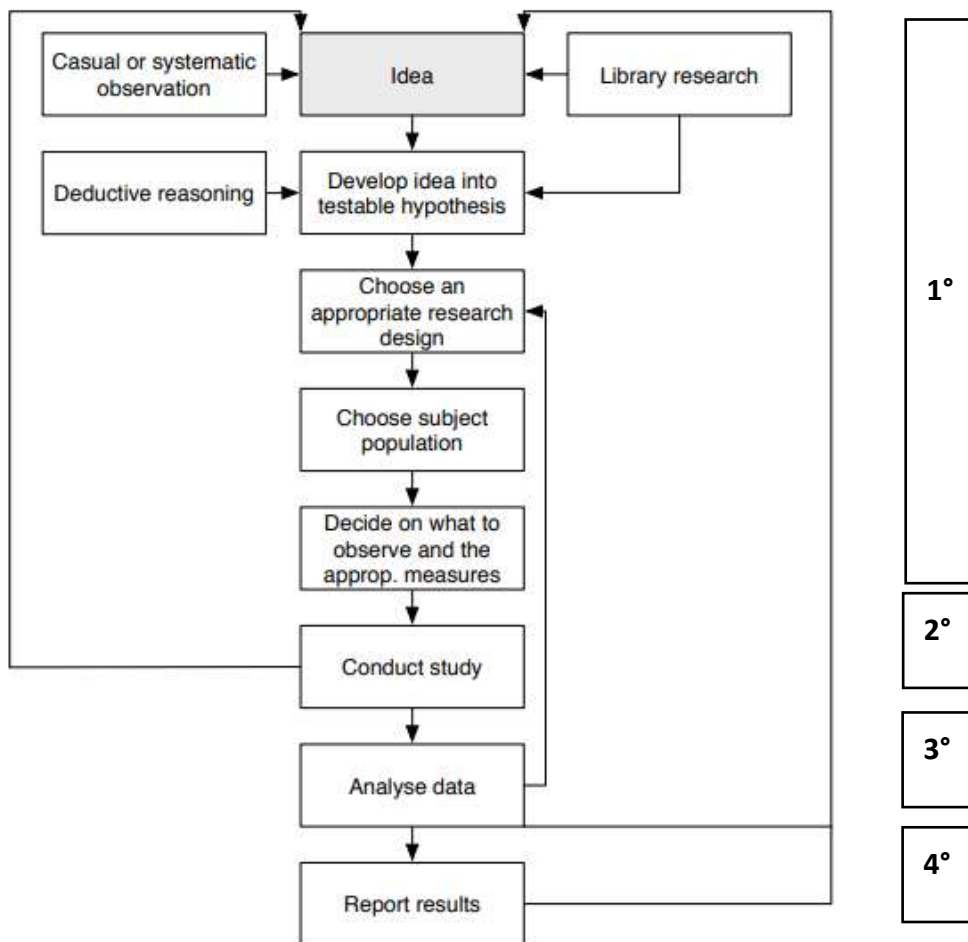 Casual or systematic
observation
Idea
Library research
Deductive reasoning
Develop idea into
testable hypothesis
Choose an
appropriate research
design
Choose subject
population
Decide on what to
observe and the
approp. measures
Conduct study
Analyse data
Report results
1°
2°
3°
4°